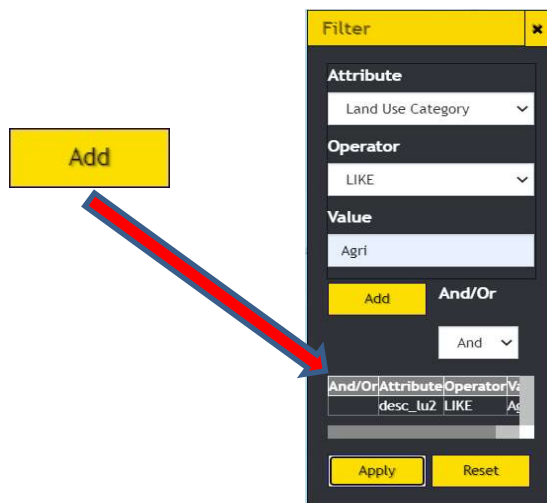 Filter
Attribute
Land Use Category
Operator
LIKE
Value
Agri
Add
Add And/Or
And
And/Or Attribute Operator
desc_lu2 LIKE
Apply Reset